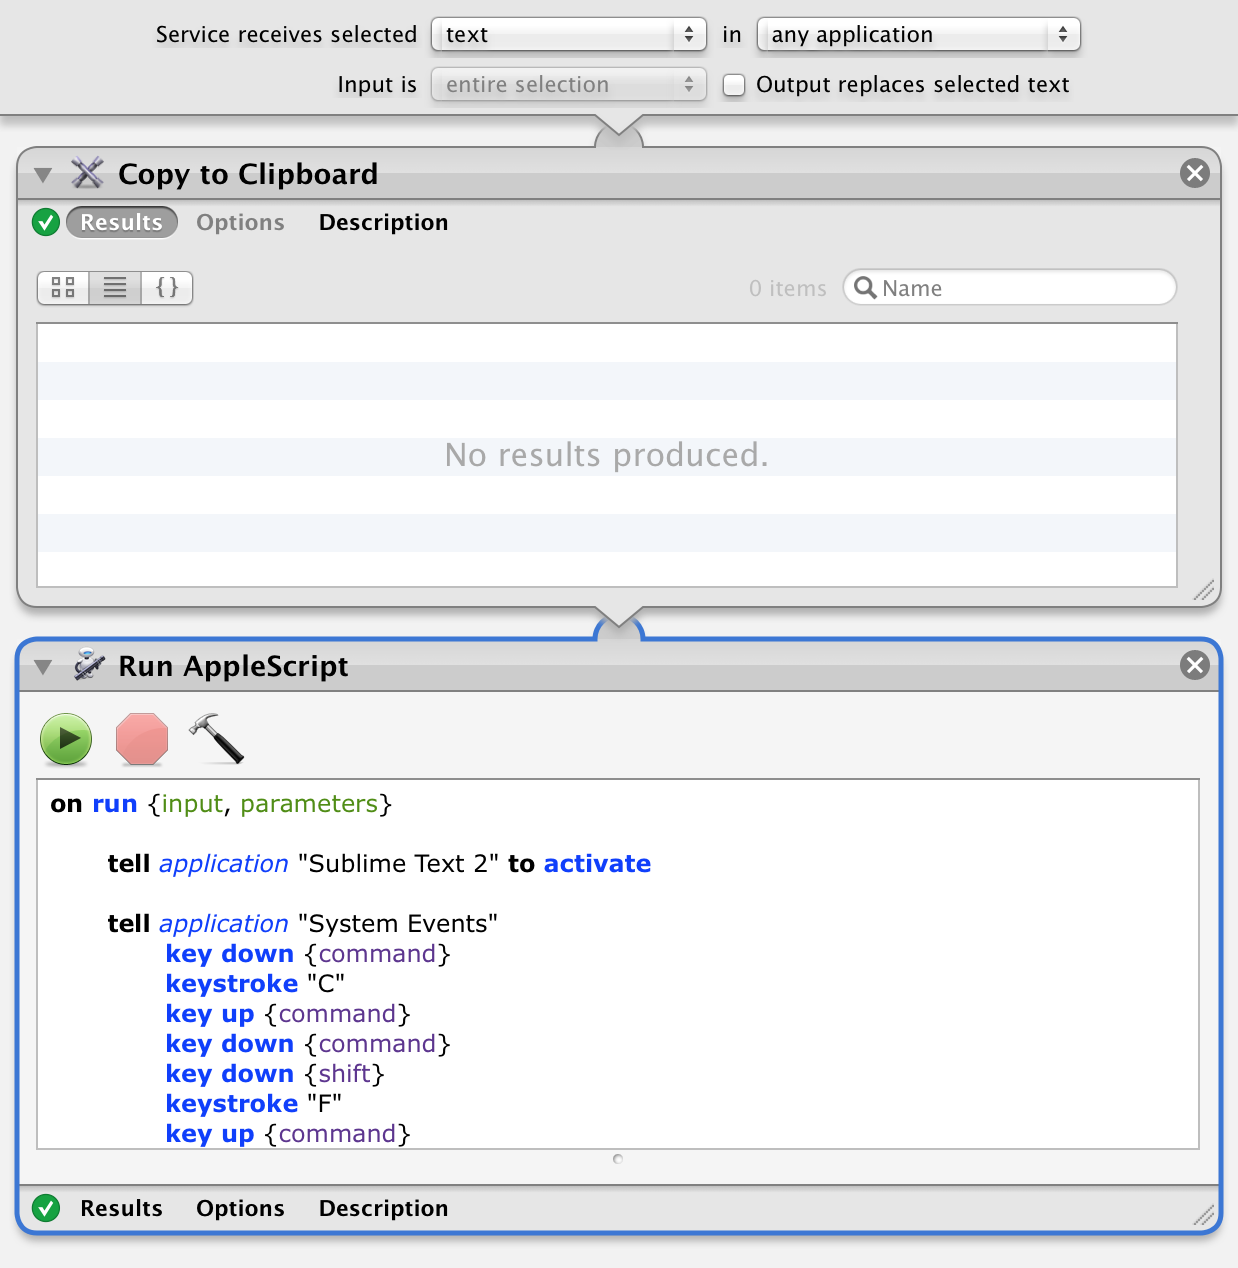 Service receives selected text in any application
Input is entire selection Output replaces selected text
Copy to Clipboard
Results Options Description
{} 0 items Name
No results produced.
Run AppleScript
on run {input, parameters}
tell application "Sublime Text 2" to activate
tell application "System Events"
key down {command}
keystroke "C"
key up {command}
key down {command}
key down {shift}
keystroke "F"
key up {command}
Results Options Description